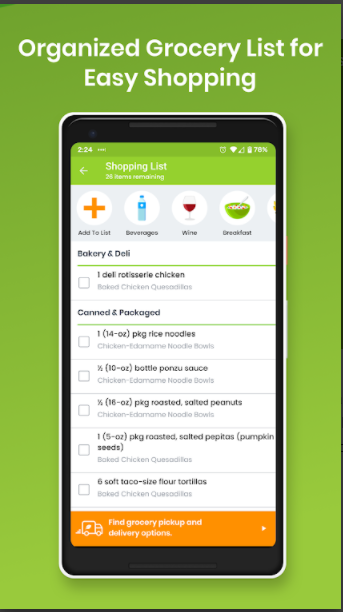 Organized Grocery List for
Easy Shopping
2:24
76%
Shopping List
26 items remaining
Add To List
Beverages
Wine
Breakfast
Bakery & Deli
1 deli rotisserie chicken
Baked Chicken Quesadillas
Canned & Packaged
1 (14-oz) pkg rice noodles
Chicken-Edamame Noodle Bowls
½ (10-oz) bottle ponzu sauce
Chicken-Edamame Noodle Bowls
½ (16-oz) pkg roasted, salted peanuts
Chicken-Edamame Noodle Bowls
1 (5-oz) pkg roasted, salted pepitas (pumpkin
seeds)
Baked Chicken Quesadillas
6 soft taco-size flour tortillas
Baked Chicken Quesadillas
Find grocery pickup and
delivery options.